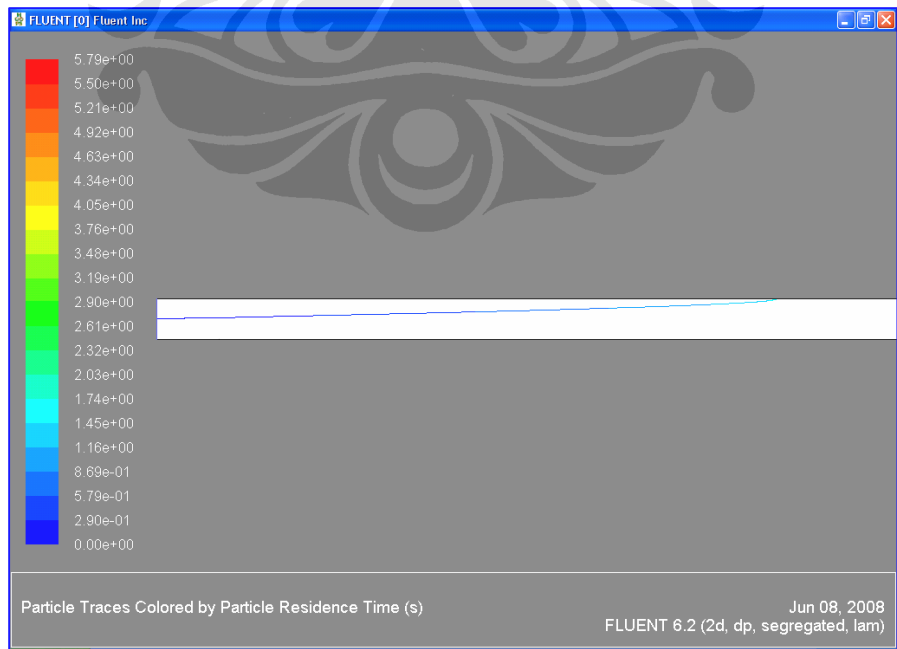 FLUENT [0] Fluent Inc
5.79e+00
5.50e+00
5.21e+00
4.92e+00
4.63e+00
4.34e+00
4.05e+00
3.76e+00
3.48e+00
3.19e+00
2.90e+00
2.61e+00
2.32e+00
2.03e+00
1.74e+00
1.45e+00
1.16e+00
8.69e-01
5.79e-01
2.90e-01
0.00e+00
Particle Traces Colored by Particle Residence Time (s)
Jun 08, 2008
FLUENT 6.2 (2d, dp, segregated, lam)